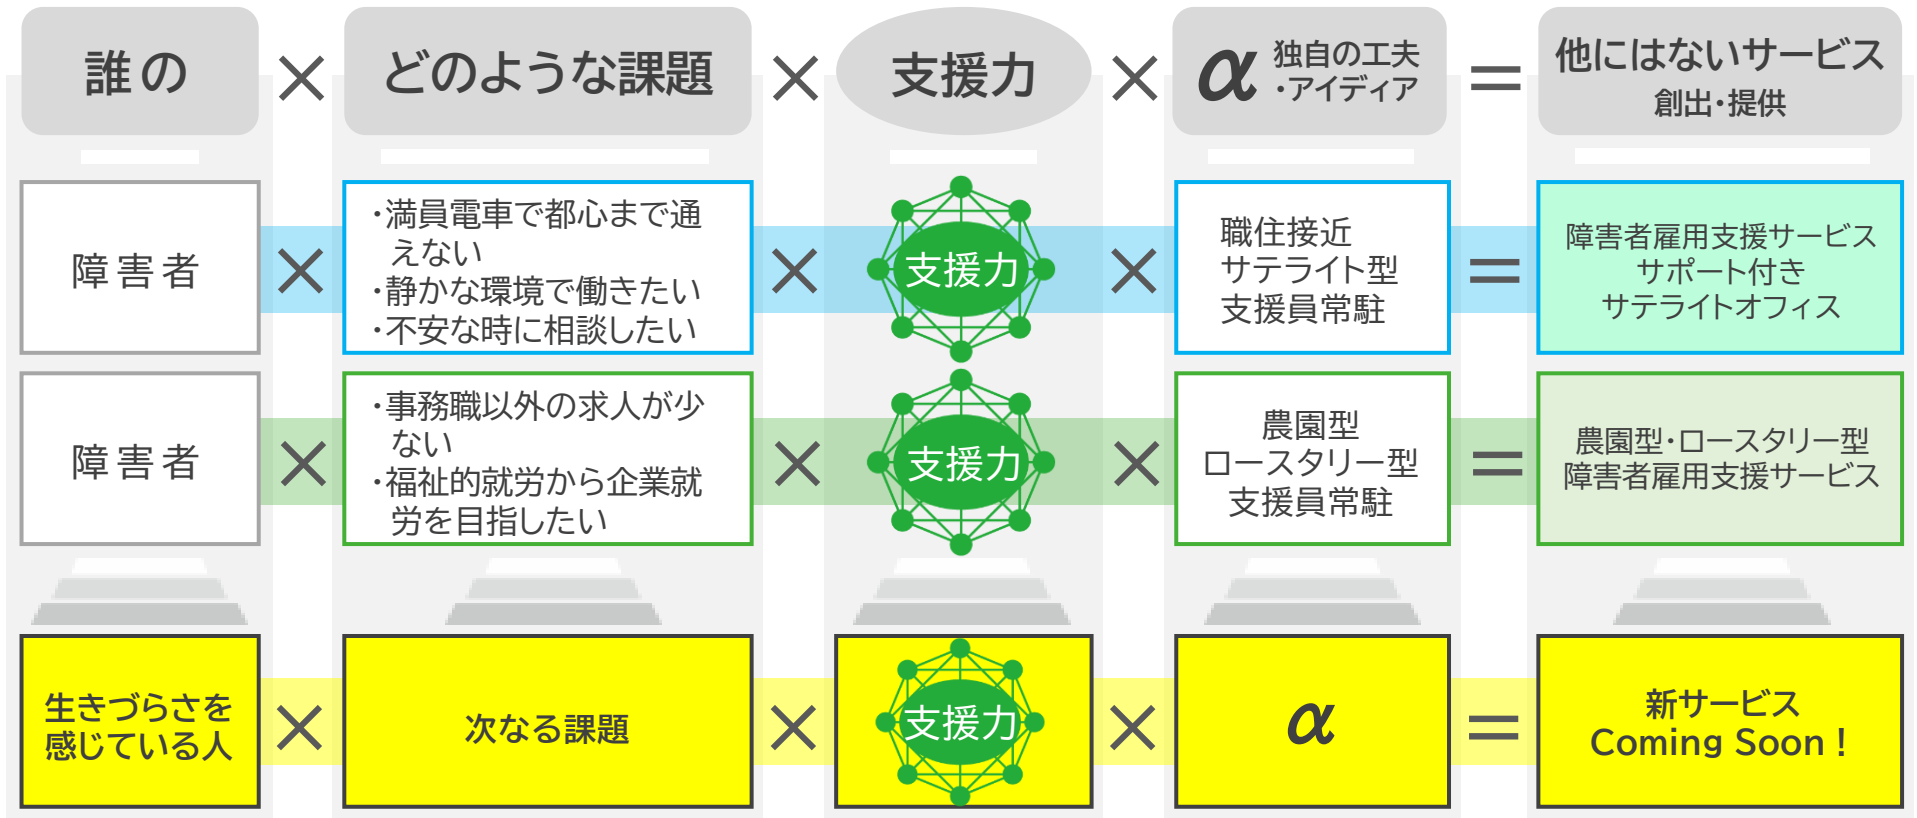 誰の
×
どのような課題
×
支援力
×
α 独自の工夫
・アイディア
=
他にはないサービス
創出・提供
障害者
×
・満員電車で都心まで通
えない
・静かな環境で働きたい
・不安な時に相談したい
×
支援力
×
職住接近
サテライト型
支援員常駐
=
障害者雇用支援サービス
サポート付き
サテライトオフィス
障害者
×
・事務職以外の求人が少
ない
・福祉的就労から企業就
労を目指したい
×
支援力
×
農園型
ロースタリー型
支援員常駐
=
農園型・ロースタリー型
障害者雇用支援サービス
生きづらさを
感じている人
×
次なる課題
×
支援力
×
α
=
新サービス
Coming Soon！